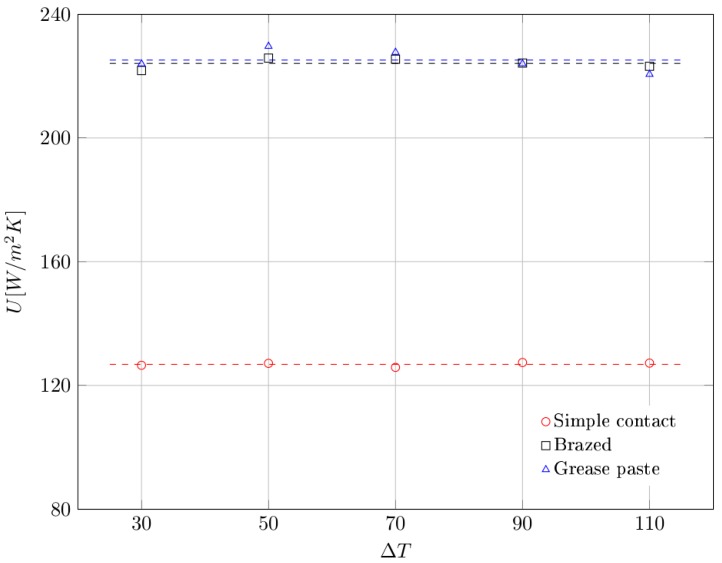 240
200
160
120
80
U[W/m²K]
30 50 70 90 110
ΔT
Simple contact
Brazed
Grease paste